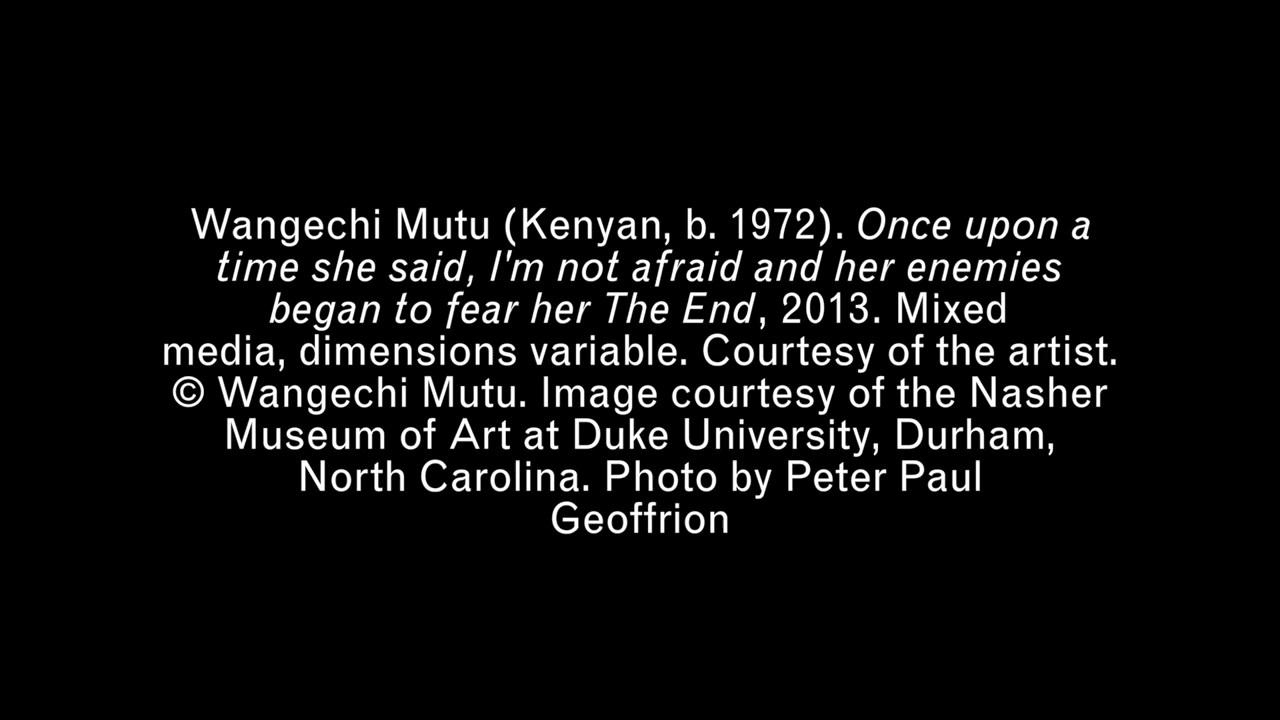 Wangechi Mutu (Kenyan, b. 1972). Once upon a
time she said, I'm not afraid and her enemies
began to fear her The End, 2013. Mixed
media, dimensions variable. Courtesy of the artist.
© Wangechi Mutu. Image courtesy of the Nasher
Museum of Art at Duke University, Durham,
North Carolina. Photo by Peter Paul
Geoffrion